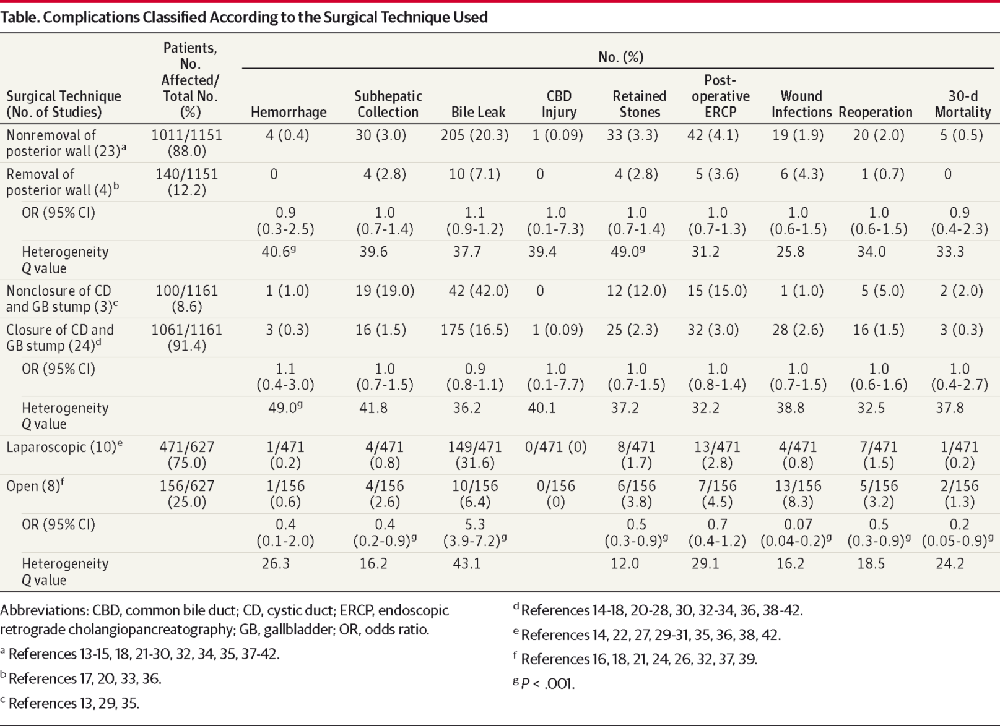 Table. Complications Classified According to the Surgical Technique Used
Surgical Technique (No. of Studies) Patients, No. Affected/ Total No. (%) No. (%)
Hemorrhage Subhepatic Collection Bile Leak CBD Injury Retained Stones Post-operative ERCP Wound Infections Reoperation 30-d Mortality
Nonremoval of posterior wall (23)a 1011/1151 (88.0) 4 (0.4) 30 (3.0) 205 (20.3) 1 (0.09) 33 (3.3) 42 (4.1) 19 (1.9) 20 (2.0) 5 (0.5)
Removal of posterior wall (4)b 140/1151 (12.2) 0 4 (2.8) 10 (7.1) 0 4 (2.8) 5 (3.6) 6 (4.3) 1 (0.7) 0
OR (95% CI) 0.9 (0.3-2.5) 1.0 (0.7-1.4) 1.1 (0.9-1.2) 1.0 (0.1-7.3) 1.0 (0.7-1.4) 1.0 (0.7-1.3) 1.0 (0.6-1.5) 1.0 (0.6-1.5) 0.9 (0.4-2.3)
Heterogeneity Q value 40.6g 39.6 37.7 39.4 49.0g 31.2 25.8 34.0 33.3
Nonclosure of CD and GB stump (3)c 100/1161 (8.6) 1 (1.0) 19 (19.0) 42 (42.0) 0 12 (12.0) 15 (15.0) 1 (1.0) 5 (5.0) 2 (2.0)
Closure of CD and GB stump (24)d 1061/1161 (91.4) 3 (0.3) 16 (1.5) 175 (16.5) 1 (0.09) 25 (2.3) 32 (3.0) 28 (2.6) 16 (1.5) 3 (0.3)
OR (95% CI) 1.1 (0.4-3.0) 1.0 (0.7-1.5) 0.9 (0.8-1.1) 1.0 (0.1-7.7) 1.0 (0.7-1.5) 1.0 (0.8-1.4) 1.0 (0.7-1.5) 1.0 (0.6-1.6) 1.0 (0.4-2.7)
Heterogeneity Q value 49.0g 41.8 36.2 40.1 37.2 32.2 38.8 32.5 37.8
Laparoscopic (10)e 471/627 (75.0) 1/471 (0.2) 4/471 (0.8) 149/471 (31.6) 0/471 (0) 8/471 (1.7) 13/471 (2.8) 4/471 (0.8) 7/471 (1.5) 1/471 (0.2)
Open (8)f 156/627 (25.0) 1/156 (0.6) 4/156 (2.6) 10/156 (6.4) 0/156 (0) 6/156 (3.8) 7/156 (4.5) 13/156 (8.3) 5/156 (3.2) 2/156 (1.3)
OR (95% CI) 0.4 (0.1-2.0) 0.4 (0.2-0.9)g 5.3 (3.9-7.2)g 0.5 (0.3-0.9)g 0.7 (0.4-1.2) 0.07 (0.04-0.2)g 0.5 (0.3-0.9)g 0.2 (0.05-0.9)g
Heterogeneity Q value 26.3 16.2 43.1 12.0 29.1 16.2 18.5 24.2
Abbreviations: CBD, common bile duct; CD, cystic duct; ERCP, endoscopic
retrograde cholangiopancreatography; GB, gallbladder; OR, odds ratio.
a References 13-15, 18, 21-30, 32, 34, 35, 37-42.
b References 17, 20, 33, 36.
c References 13, 29, 35.
d References 14-18, 20-28, 30, 32-34, 36, 38-42.
e References 14, 22, 27, 29-31, 35, 36, 38, 42.
f References 16, 18, 21, 24, 26, 32, 37, 39.
g P < .001.